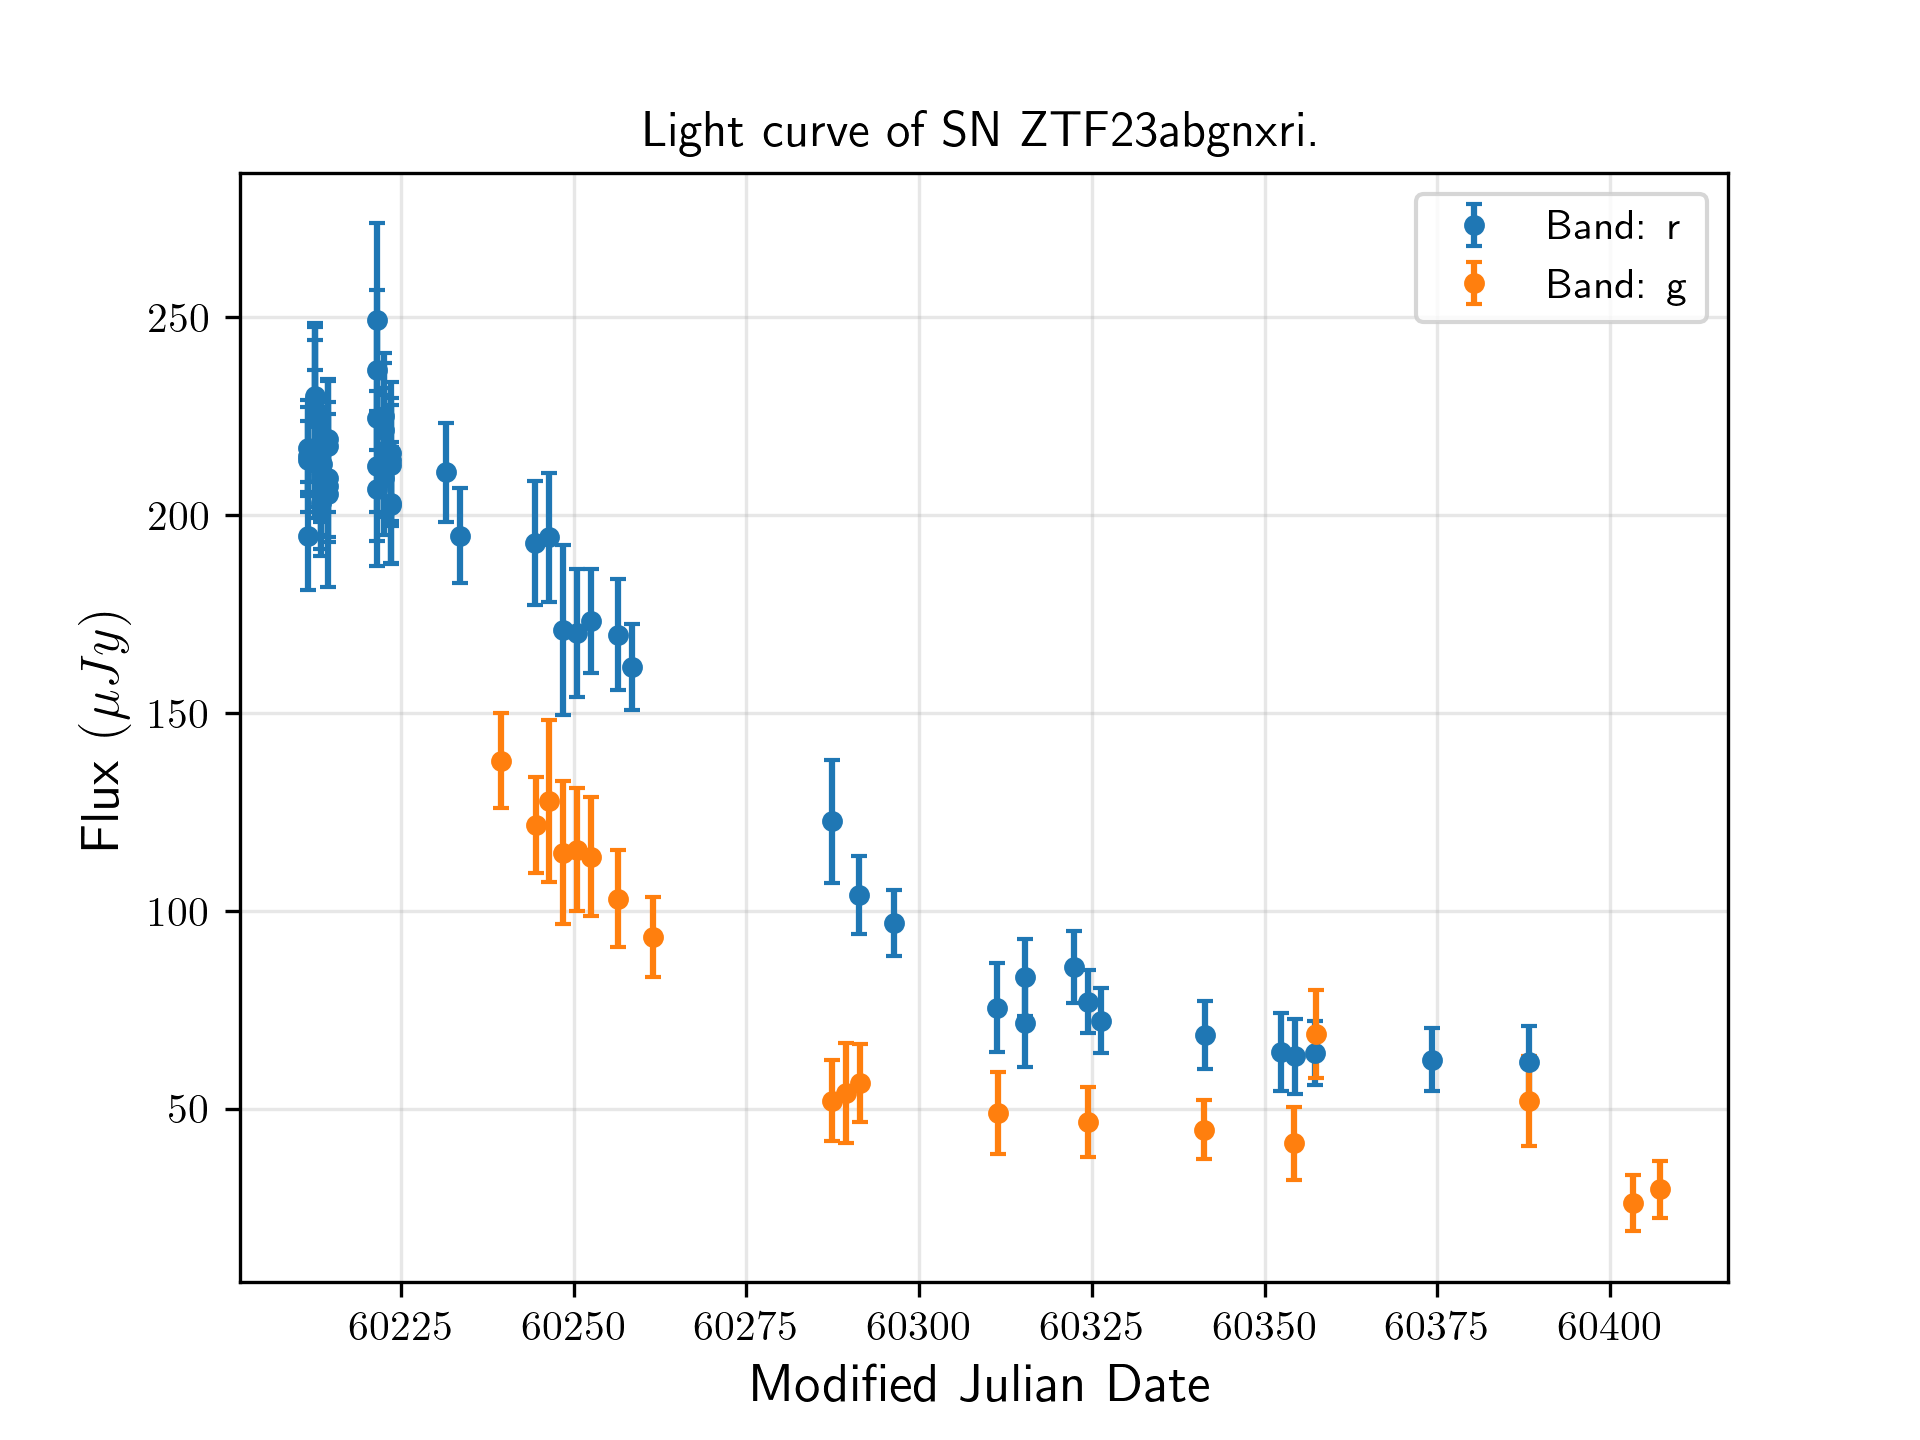 Light curve of SN ZTF23abgnxri.
Band: r
Band: g
Flux (μJy)
250
200
150
100
50
60225 60250 60275 60300 60325 60350 60375 60400
Modified Julian Date